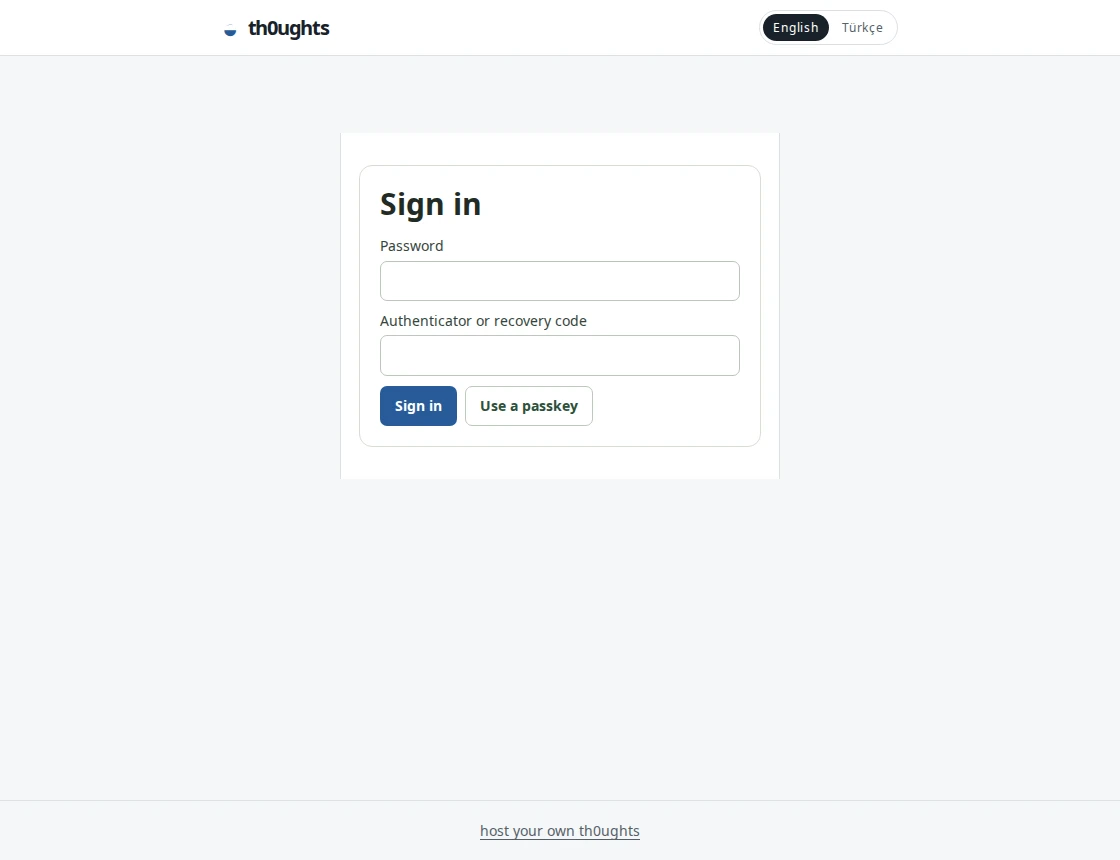 th0ughts
English
Türkçe
Sign in
Password
Authenticator or recovery code
Sign in
Use a passkey
host your own th0ughts